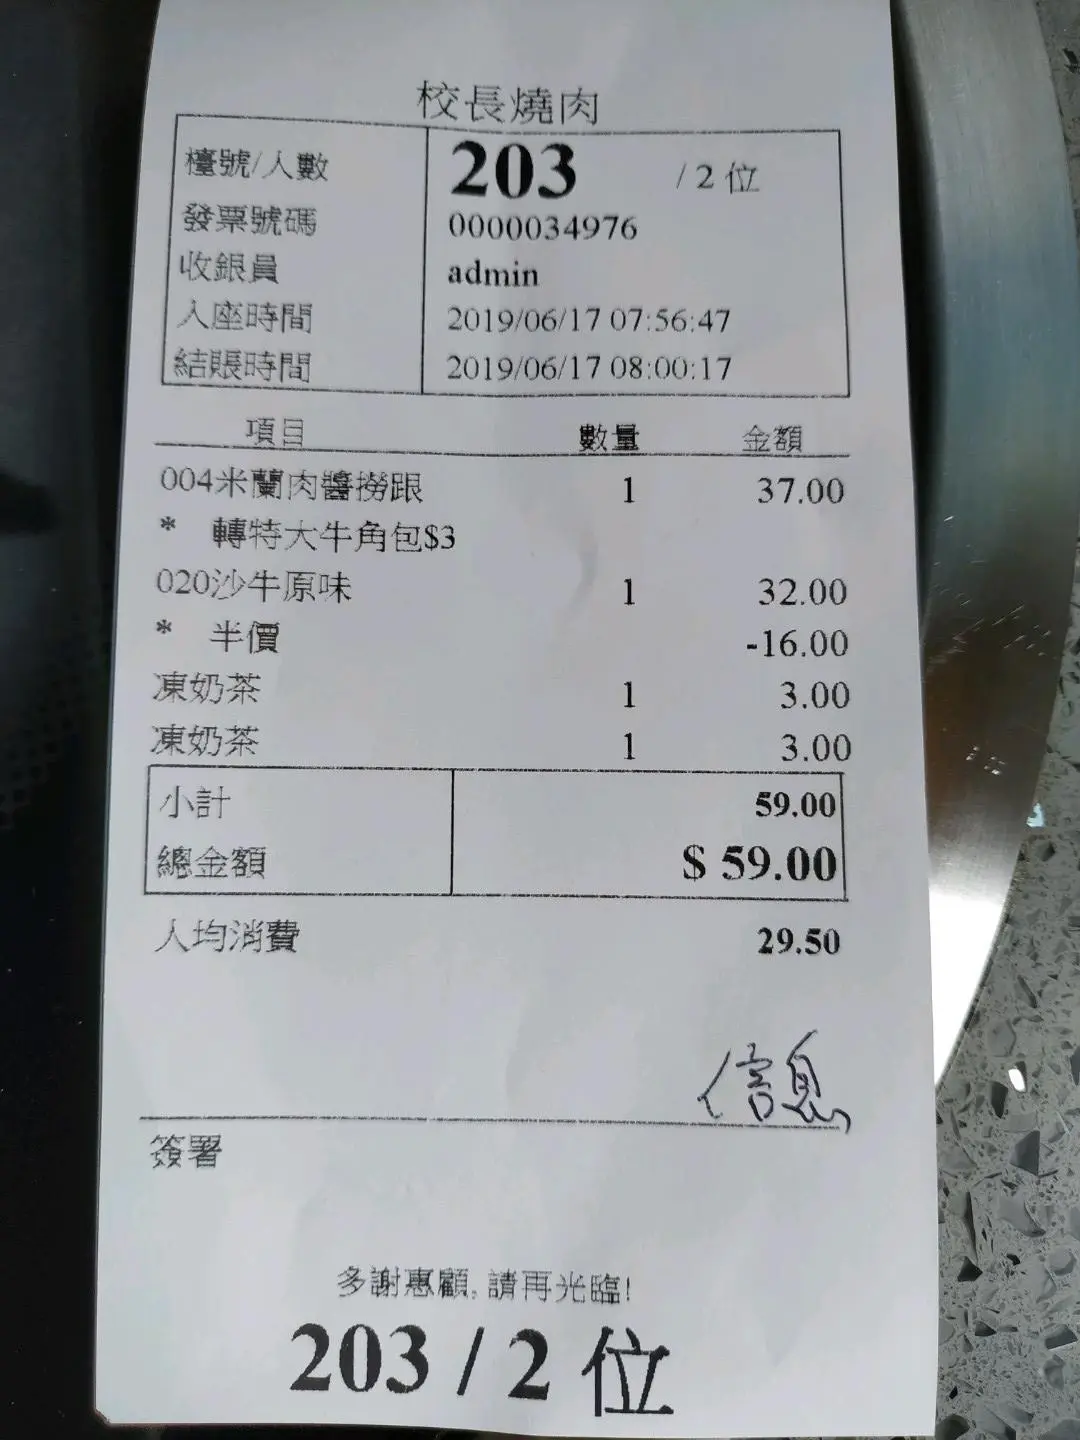 校長燒肉
檯號/人數 203 /2位
發票號碼 0000034976
收銀員 admin
入座時間 2019/06/17 07:56:47
結賬時間 2019/06/17 08:00:17
項目 數量 金額
004米蘭肉醬撈跟 1 37.00
* 轉特大牛角包$3
020沙牛原味 1 32.00
* 半價 -16.00
凍奶茶 1 3.00
凍奶茶 1 3.00
小計 59.00
總金額 $ 59.00
人均消費 29.50
信息
簽署
多謝惠顧, 請再光臨!
203 / 2 位